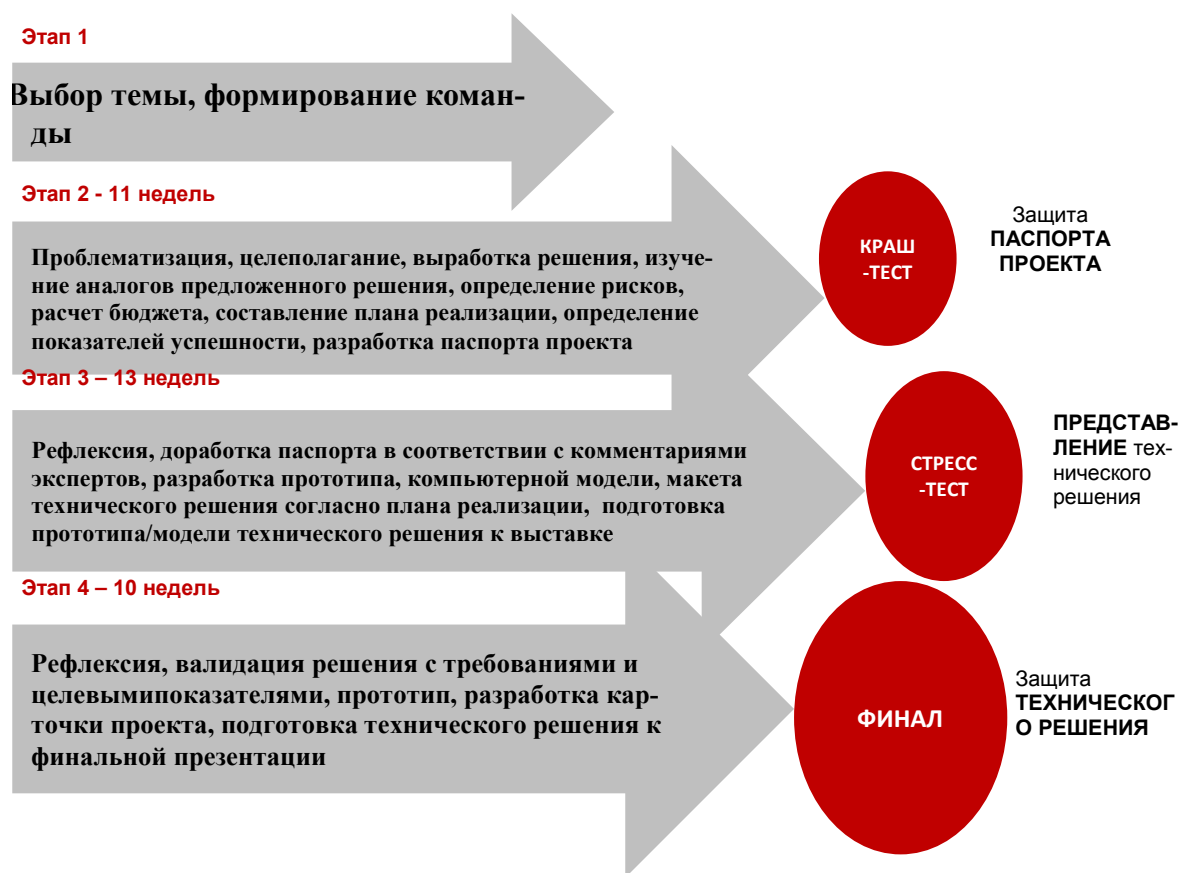 Этап 1
Выбор темы, формирование коман-
ды
Этап 2 - 11 недель
Проблематизация, целеполагание, выработка решения, изуче-
ние аналогов предложенного решения, определение рисков,
расчет бюджета, составление плана реализации, определение
показателей успешности, разработка паспорта проекта
КРАШ
-ТЕСТ
Защита
ПАСПОРТА
ПРОЕКТА
Этап 3 – 13 недель
Рефлексия, доработка паспорта в соответствии с комментариями
экспертов, разработка прототипа, компьютерной модели, макета
технического решения согласно плана реализации, подготовка
прототипа/модели технического решения к выставке
СТРЕСС
-ТЕСТ
ПРЕДСТАВ-
ЛЕНИЕ тех-
нического
решения
Этап 4 – 10 недель
Рефлексия, валидация решения с требованиями и
целевымипоказателями, прототип, разработка кар-
точки проекта, подготовка технического решения к
финальной презентации
ФИНАЛ
Защита
ТЕХНИЧЕСКОГ
О РЕШЕНИЯ